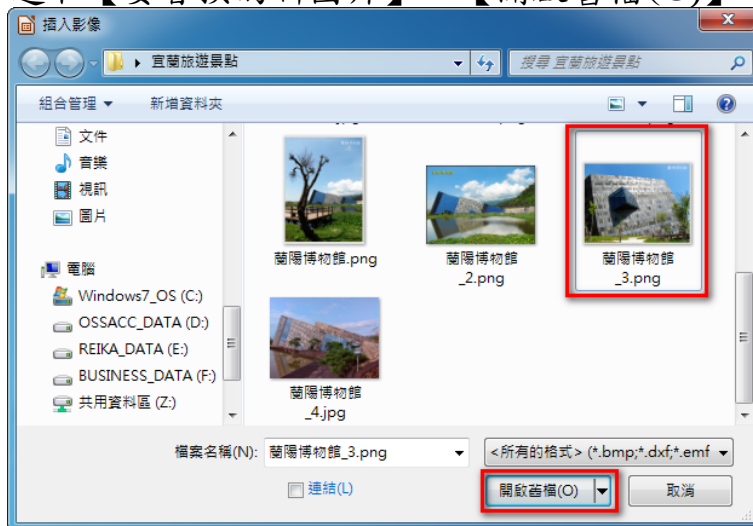 【開啟舊檔(O)】
插入影像
宜蘭旅遊景點
搜尋 宜蘭旅遊景點
組合管理 新增資料夾
文件
音樂
視訊
圖片
電腦
Windows7_OS (C:)
OSSACC_DATA (D:)
REIKA_DATA (E:)
BUSINESS_DATA (F:)
共用資料區 (Z:)
蘭陽博物館.png
蘭陽博物館
_2.png
蘭陽博物館
_3.png
蘭陽博物館
_4.jpg
檔案名稱(N): 蘭陽博物館_3.png
<所有的格式> (*.bmp;*.dxf;*.emf
連結(L)
開啟舊檔(O) 取消